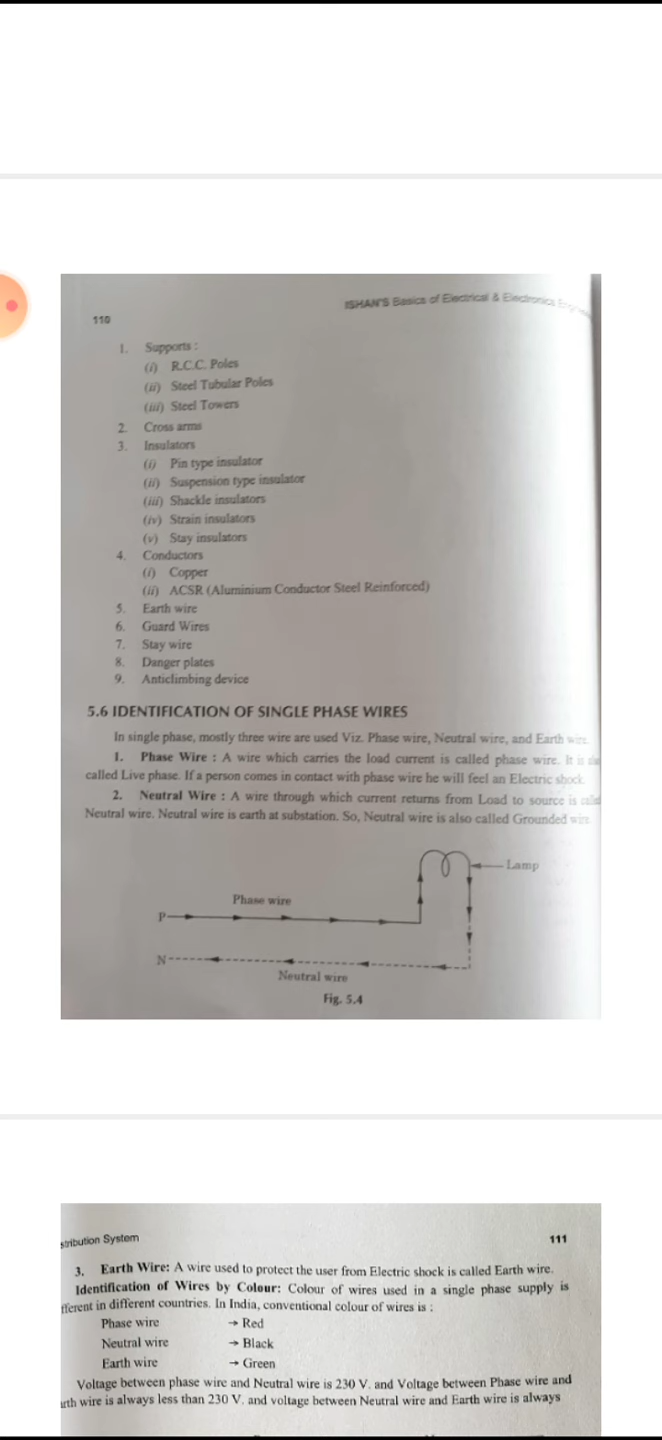 ISHAN'S Basics of Electrical & Electronics
110
1. Supports :
(i) R.C.C. Poles
(ii) Steel Tubular Poles
(iii) Steel Towers
2. Cross arms
3. Insulators
(i) Pin type insulator
(ii) Suspension type insulator
(iii) Shackle insulators
(iv) Strain insulators
(v) Stay insulators
4. Conductors
(i) Copper
(ii) ACSR (Aluminium Conductor Steel Reinforced)
5. Earth wire
6. Guard Wires
7. Stay wire
8. Danger plates
9. Anticlimbing device
5.6 IDENTIFICATION OF SINGLE PHASE WIRES
In single phase, mostly three wire are used Viz. Phase wire, Neutral wire, and Earth wire.
1. Phase Wire : A wire which carries the load current is called phase wire. It is
called Live phase. If a person comes in contact with phase wire he will feel an Electric shock.
2. Neutral Wire : A wire through which current returns from Load to source is
Neutral wire. Neutral wire is earth at substation. So, Neutral wire is also called Grounded wire.
Lamp
Phase wire
P
N
Neutral wire
Fig. 5.4
stribution System 111
3. Earth Wire: A wire used to protect the user from Electric shock is called Earth wire.
Identification of Wires by Colour: Colour of wires used in a single phase supply is
fferent in different countries. In India, conventional colour of wires is :
Phase wire → Red
Neutral wire → Black
Earth wire → Green
Voltage between phase wire and Neutral wire is 230 V. and Voltage between Phase wire and
rth wire is always less than 230 V. and voltage between Neutral wire and Earth wire is always